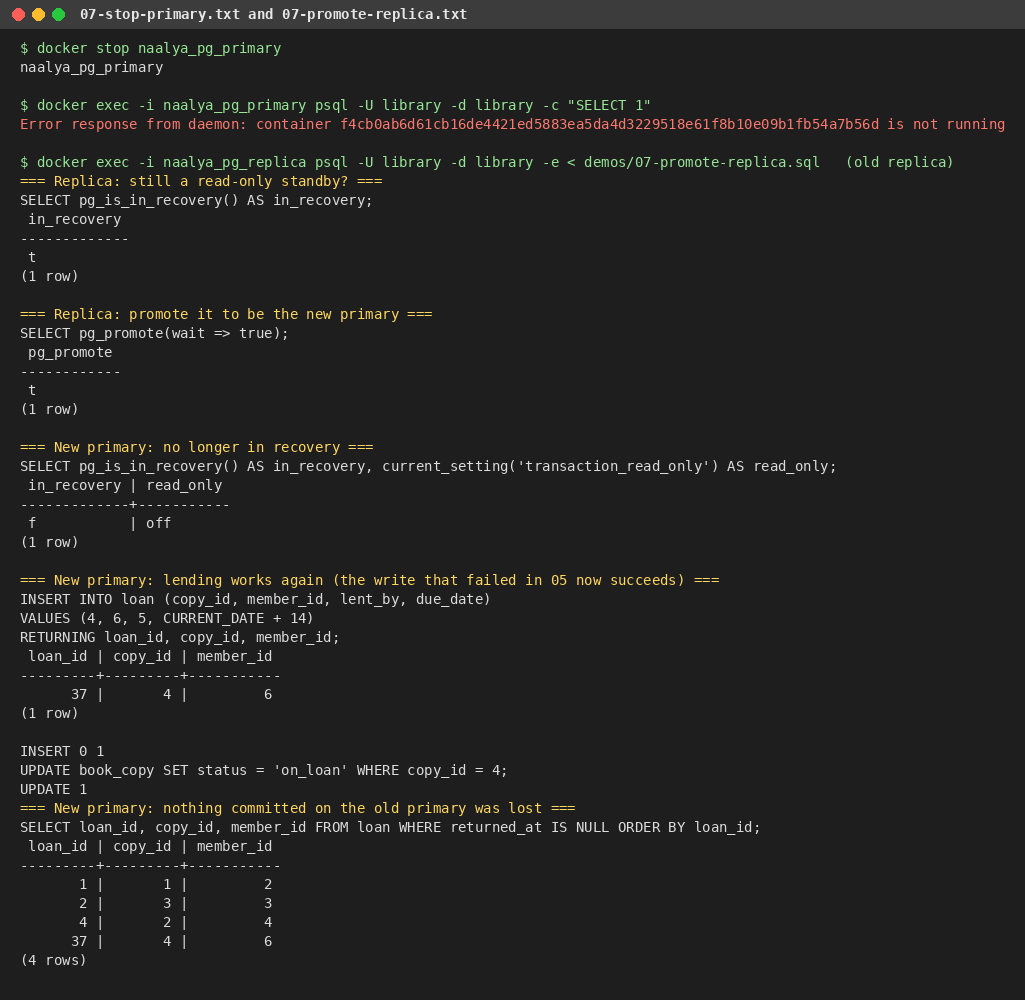 07-stop-primary.txt and 07-promote-replica.txt
$ docker stop naalya_pg_primary
naalya_pg_primary
$ docker exec -i naalya_pg_primary psql -U library -d library -c "SELECT 1"
Error response from daemon: container f4cb0ab6d61cb16de4421ed5883ea5da4d3229518e61f8b10e09b1fb54a7b56d is not running
$ docker exec -i naalya_pg_replica psql -U library -d library -e < demos/07-promote-replica.sql   (old replica)
=== Replica: still a read-only standby? ===
SELECT pg_is_in_recovery() AS in_recovery;
 in_recovery
-------------
 t
(1 row)
=== Replica: promote it to be the new primary ===
SELECT pg_promote(wait => true);
 pg_promote
------------
 t
(1 row)
=== New primary: no longer in recovery ===
SELECT pg_is_in_recovery() AS in_recovery, current_setting('transaction_read_only') AS read_only;
 in_recovery | read_only
-------------+-----------
 f           | off
(1 row)
=== New primary: lending works again (the write that failed in 05 now succeeds) ===
INSERT INTO loan (copy_id, member_id, lent_by, due_date)
VALUES (4, 6, 5, CURRENT_DATE + 14)
RETURNING loan_id, copy_id, member_id;
 loan_id | copy_id | member_id
---------+---------+-----------
      37 |       4 |         6
(1 row)
INSERT 0 1
UPDATE book_copy SET status = 'on_loan' WHERE copy_id = 4;
UPDATE 1
=== New primary: nothing committed on the old primary was lost ===
SELECT loan_id, copy_id, member_id FROM loan WHERE returned_at IS NULL ORDER BY loan_id;
 loan_id | copy_id | member_id
---------+---------+-----------
       1 |       1 |         2
       2 |       3 |         3
       4 |       2 |         4
      37 |       4 |         6
(4 rows)